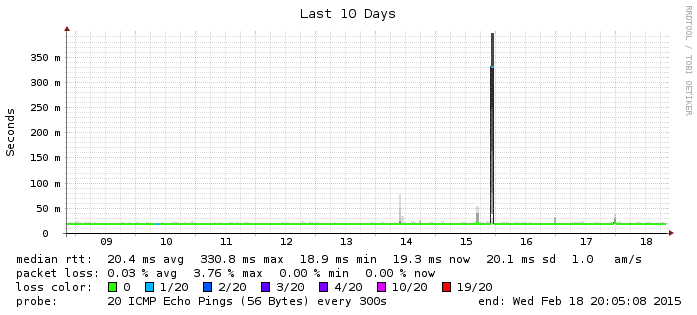 Last 10 Days
RRDTOOL / TOBI OETIKER
Seconds
350 m
300 m
250 m
200 m
150 m
100 m
50 m
0
09 10 11 12 13 14 15 16 17 18
median rtt: 20.4 ms avg 330.8 ms max 18.9 ms min 19.3 ms now 20.1 ms sd 1.0 am/s
packet loss: 0.03 % avg 3.76 % max 0.00 % min 0.00 % now
loss color: 0 1/20 2/20 3/20 4/20 10/20 19/20
probe: 20 ICMP Echo Pings (56 Bytes) every 300s end: Wed Feb 18 20:05:08 2015